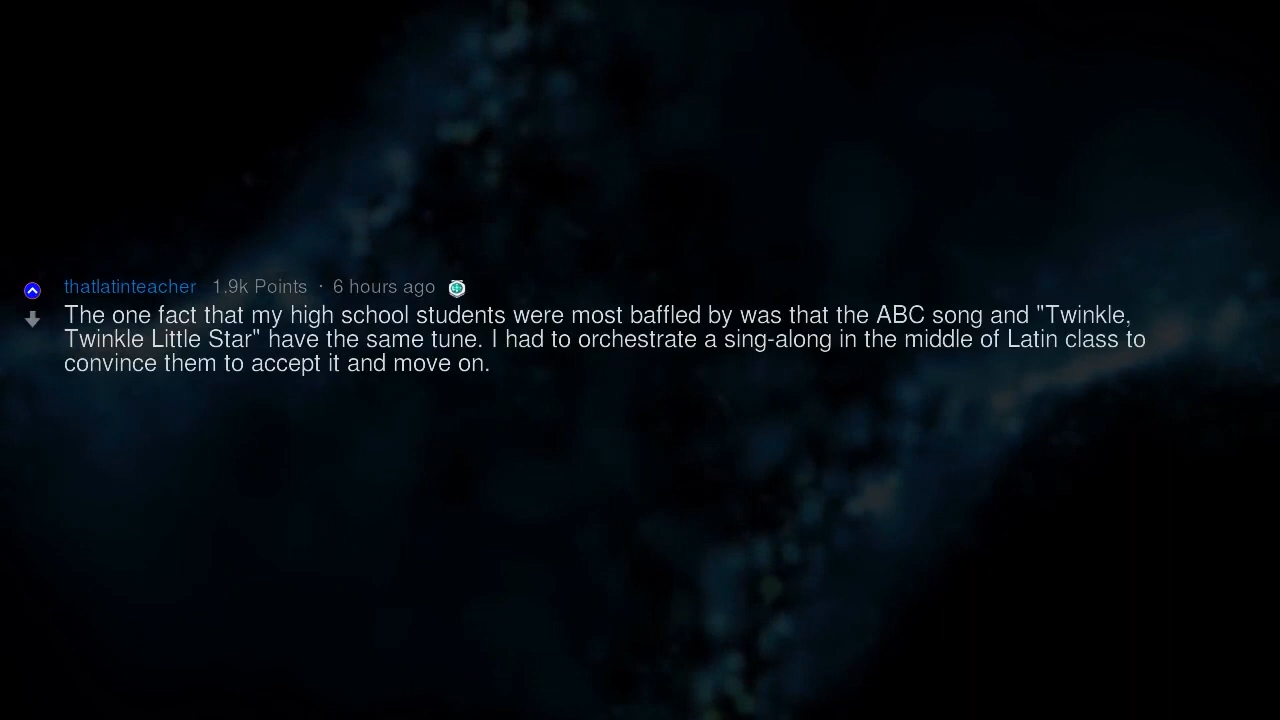 thatlatinteacher 1.9k Points · 6 hours ago
The one fact that my high school students were most baffled by was that the ABC song and "Twinkle,
Twinkle Little Star" have the same tune. I had to orchestrate a sing-along in the middle of Latin class to
convince them to accept it and move on.